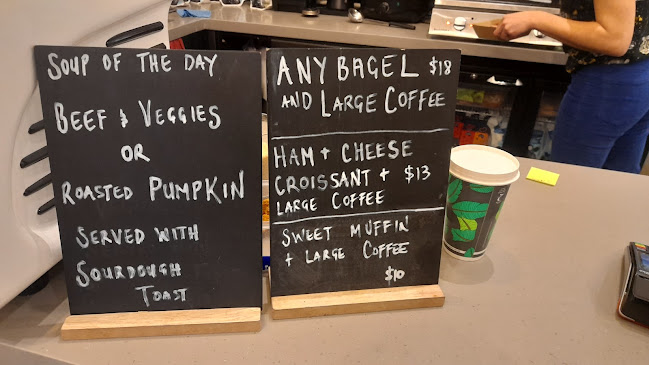 SOUP OF THE DAY
BEEF & VEGGIES
OR
ROASTED PUMPKIN
SERVED WITH
SOURDOUGH
TOAST
ANY BAGEL $18
AND LARGE COFFEE
HAM + CHEESE
CROISSANT + $13
LARGE COFFEE
SWEET MUFFIN
+ LARGE COFFEE
$10